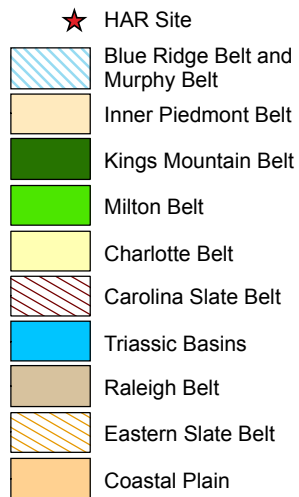 HAR Site
Blue Ridge Belt and
Murphy Belt
Inner Piedmont Belt
Kings Mountain Belt
Milton Belt
Charlotte Belt
Carolina Slate Belt
Triassic Basins
Raleigh Belt
Eastern Slate Belt
Coastal Plain